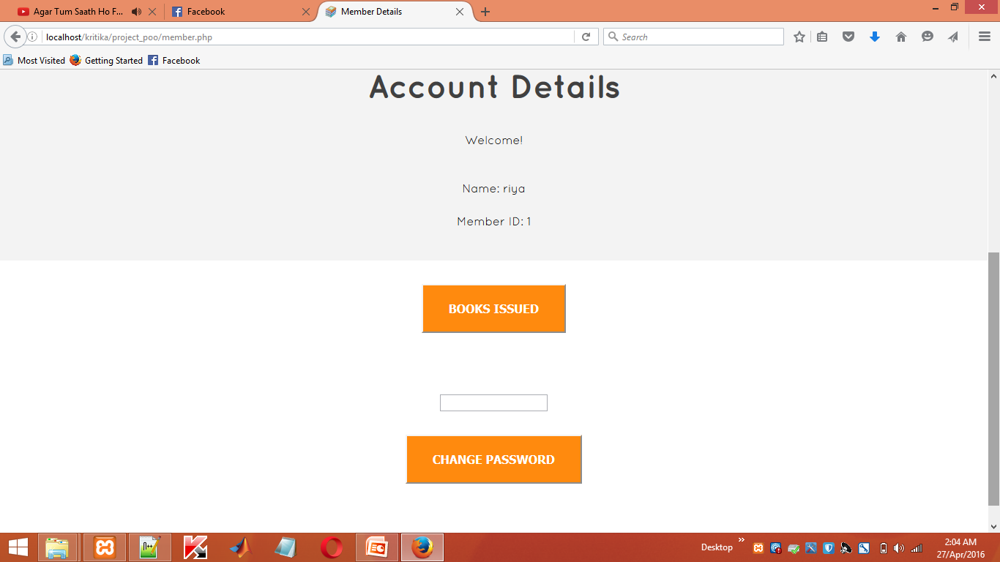 Agar Tum Saath Ho F...
Facebook
Member Details
localhost/kritika/project_poo/member.php
Search
Most Visited
Getting Started
Facebook
Account Details
Welcome!
Name: riya
Member ID: 1
BOOKS ISSUED
CHANGE PASSWORD
Desktop
2:04 AM
27/Apr/2016